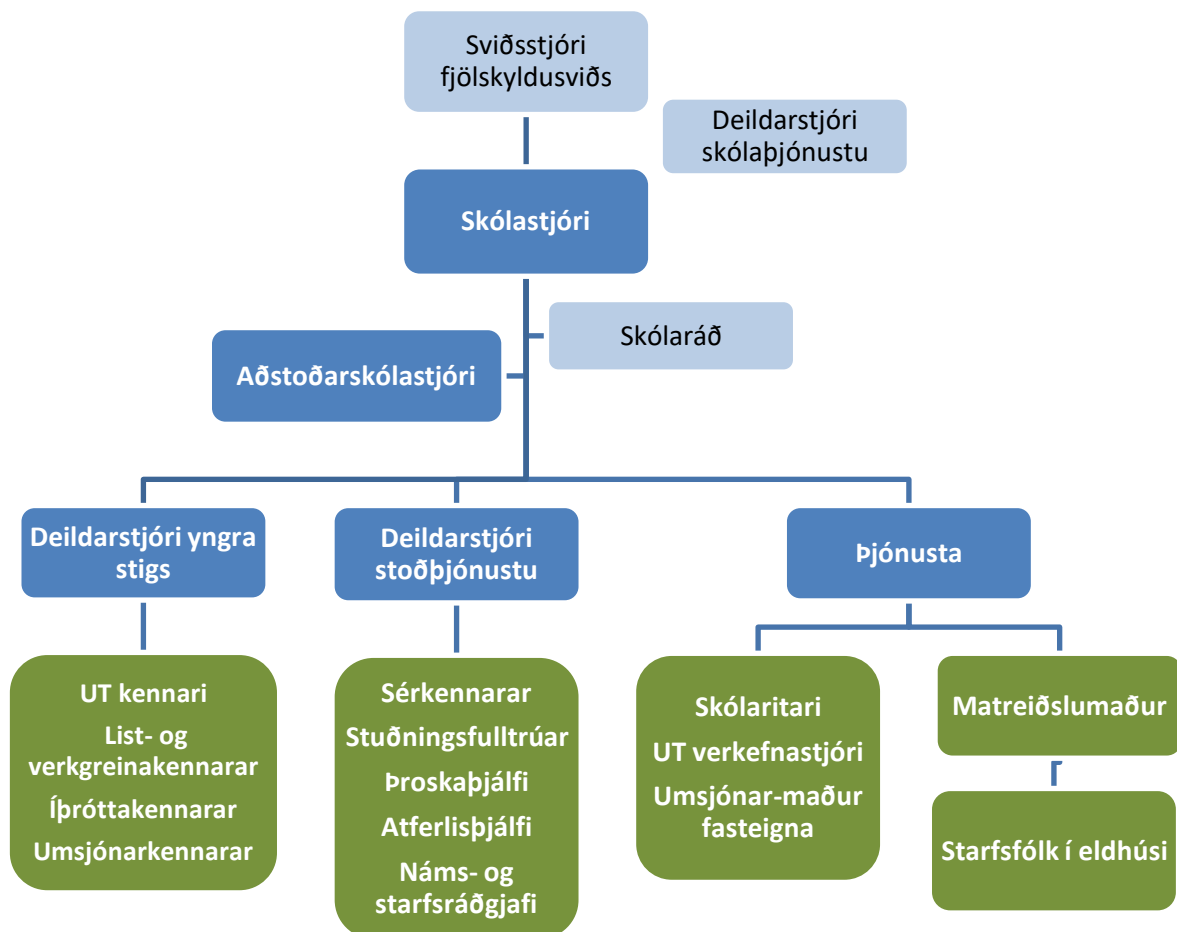 Sviðsstjóri
fjölskyldusviðs
Deildarstjóri
skólaþjónustu
Skólastjóri
Skólaráð
Aðstoðarskólastjóri
Deildarstjóri yngra
stigs
Deildarstjóri
stoðþjónustu
Þjónusta
UT kennari
List- og
verkgreinakennarar
Íþróttakennarar
Umsjónarkennarar
Sérkennarar
Stuðningsfulltrúar
Þroskaþjálfi
Atferlisþjálfi
Náms- og
starfsráðgjafi
Skólaritari
UT verkefnastjóri
Umsjónar-maður
fasteigna
Matreiðslumaður
Starfsfólk í eldhúsi